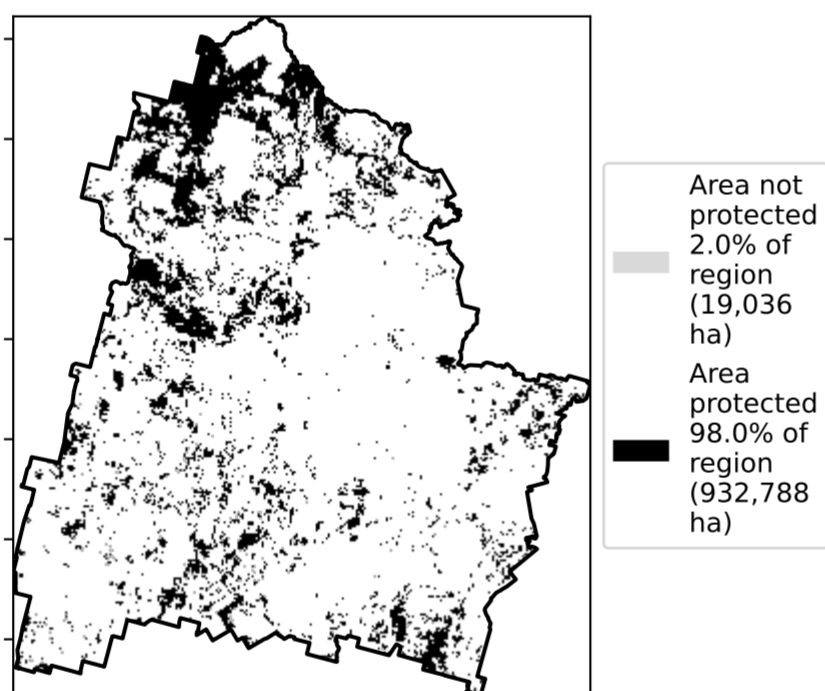 Area not
protected
2.0% of
region
(19,036
ha)
Area
protected
98.0% of
region
(932,788
ha)